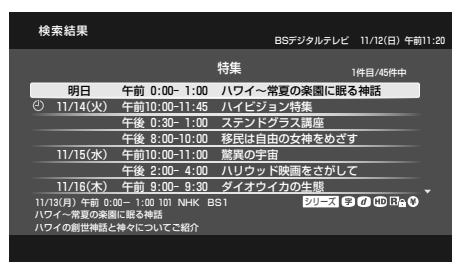 検索結果
BSデジタルテレビ 11/12(日) 午前11:20
特集
1件目/45件中
明日 午前 0:00- 1:00 ハワイ～常夏の楽園に眠る神話
11/14(火) 午前10:00-11:45 ハイビジョン特集
午後 0:30- 1:00 ステンドグラス講座
午後 8:00-10:00 移民は自由の女神をめざす
11/15(水) 午前10:00-11:00 驚異の宇宙
午後 2:00- 4:00 ハリウッド映画をさがして
11/16(木) 午前 9:00- 9:30 ダイオウイカの生態
11/13(月) 午前 0:00- 1:00 101 NHK BS1 シリーズ 字 d HD
ハワイ～常夏の楽園に眠る神話
ハワイの創世神話と神々についてご紹介